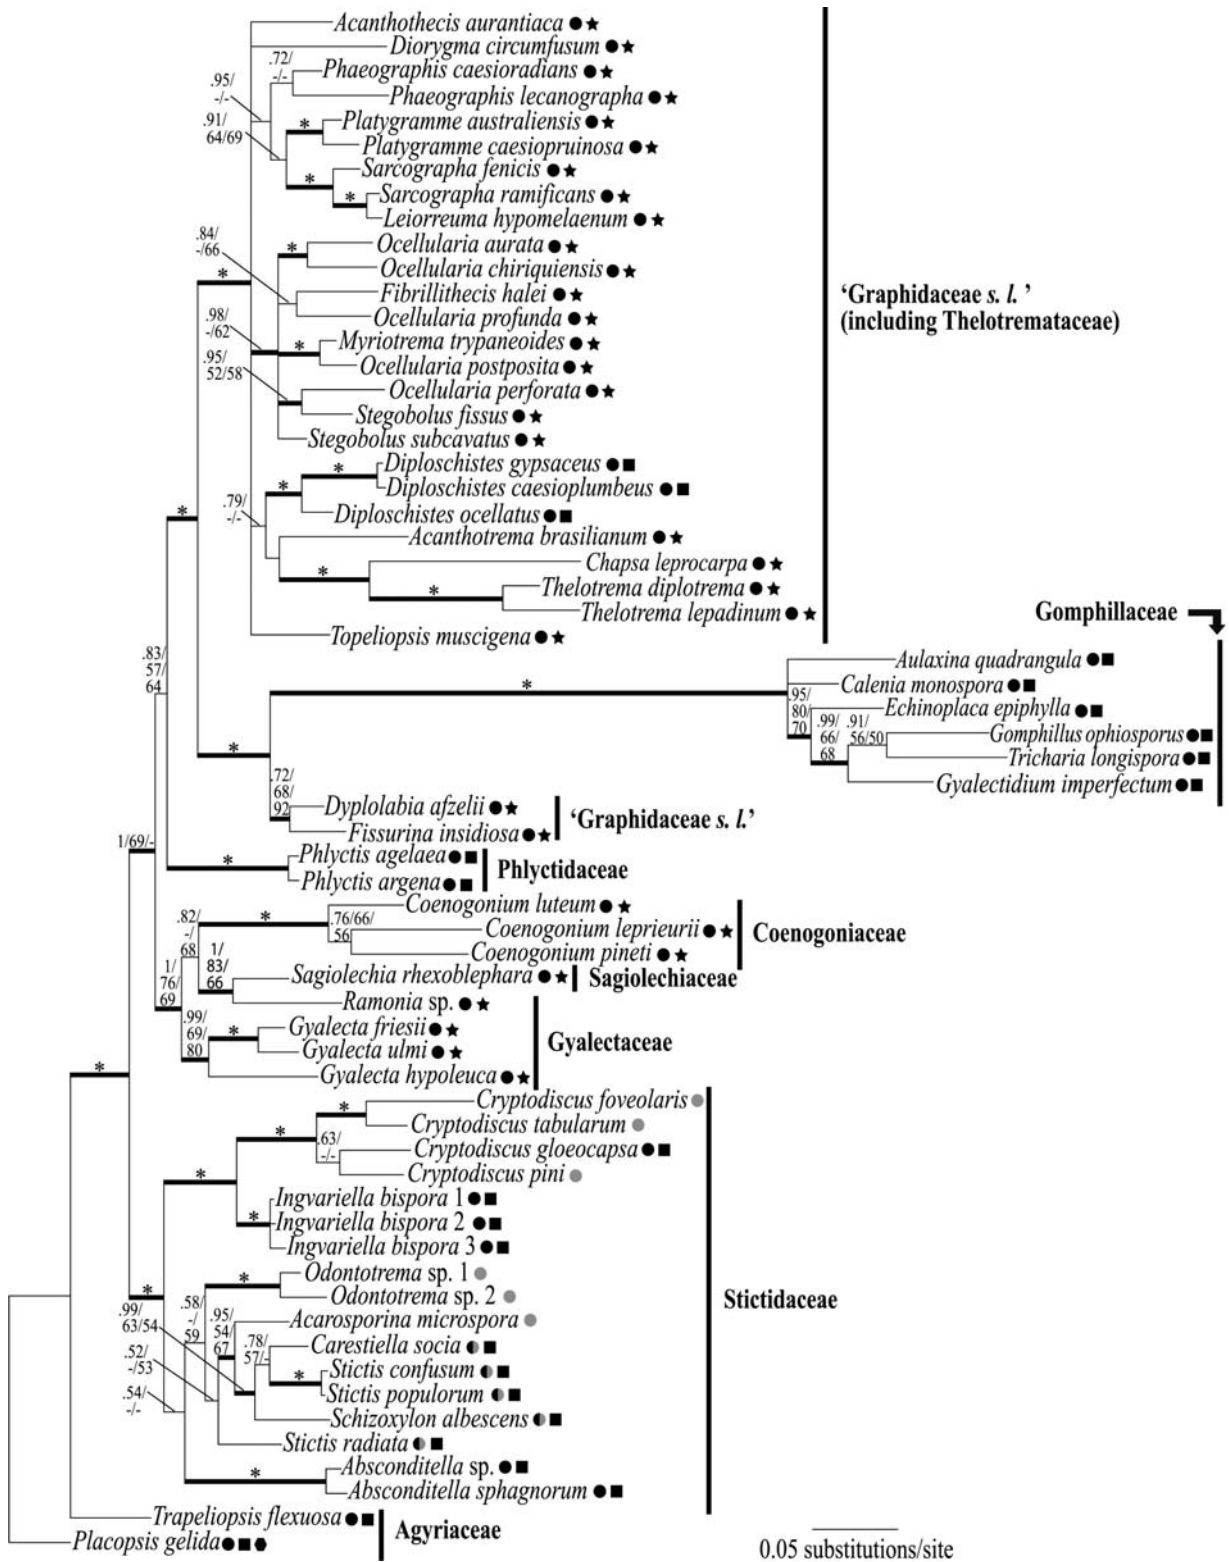 Acanthothecis aurantiaca
Diorygma circumfusum
.72/
-/-
Phaeographis caesioradians
.95/
-/-
Phaeographis lecanographa
.91/
64/69
*
Platygramme australiensis
Platygramme caesiopruinosa
Sarcographa fenicis
*
*
Sarcographa ramificans
Leiorreuma hypomelaenum
.84/
-/66
*
Ocellularia aurata
Ocellularia chiriquiensis
*
Fibrillithecis halei
‘Graphidaceae s. l. ’
(including Thelotremataceae)
Ocellularia profunda
.98/
-/62
*
Myriotrema trypaneoides
.95/
52/58
Ocellularia postposita
Ocellularia perforata
Stegobolus fissus
Stegobolus subcavatus
*
Diploschistes gypsaceus
*
Diploschistes caesioplumbeus
.79/
-/-
*
Diploschistes ocellatus
Acanthotrema brasilianum
*
Chapsa leprocarpa
*
Thelotrema diplotrema
Thelotrema lepadinum
Gomphillaceae
Topeliopsis muscigena
.83/
57/
64
Aulaxina quadrangula
*
Calenia monospora
.95/
80/
70
Echinoplaca epiphylla
.99/
66/
68
.91/
56/50
Gomphillus ophiosporus
Tricharia longispora
*
Gyalectidium imperfectum
.72/
68/
92
Dyplolabia afzelii
‘Graphidaceae s. l.’
Fissurina insidiosa
1/69/-
*
Phlyctis agelaea
Phlyctidaceae
Phlyctis argena
Coenogonium luteum
.82/
-/
68
*
.76/66/
56
Coenogonium leprieurii
Coenogoniaceae
Coenogonium pineti
1/
83/
66
1/
76/
69
Sagiolechia rhexoblephara
Sagiolechiaceae
Ramonia sp.
.99/
69/
80
*
Gyalecta friesii
Gyalectaceae
Gyalecta ulmi
*
Gyalecta hypoleuca
Cryptodiscus foveolaris
*
Cryptodiscus tabularum
*
.63/
-/-
Cryptodiscus gloeocapsa
Cryptodiscus pini
*
Ingvariella bispora 1
*
Ingvariella bispora 2
Ingvariella bispora 3
*
*
Odontotrema sp. 1
Odontotrema sp. 2
Stictidaceae
.99/
63/54
.58/
-/
59
.95/
54/
67
Acarosporina microspora
.78/
57/-
Carestiella socia
.52/
-/53
*
Stictis confusum
Stictis populorum
.54/
-/-
Schizoxylon albescens
Stictis radiata
*
Absconditella sp.
Absconditella sphagnorum
Trapeliopsis flexuosa
Agyriaceae
Placopsis gelida
0.05 substitutions/site